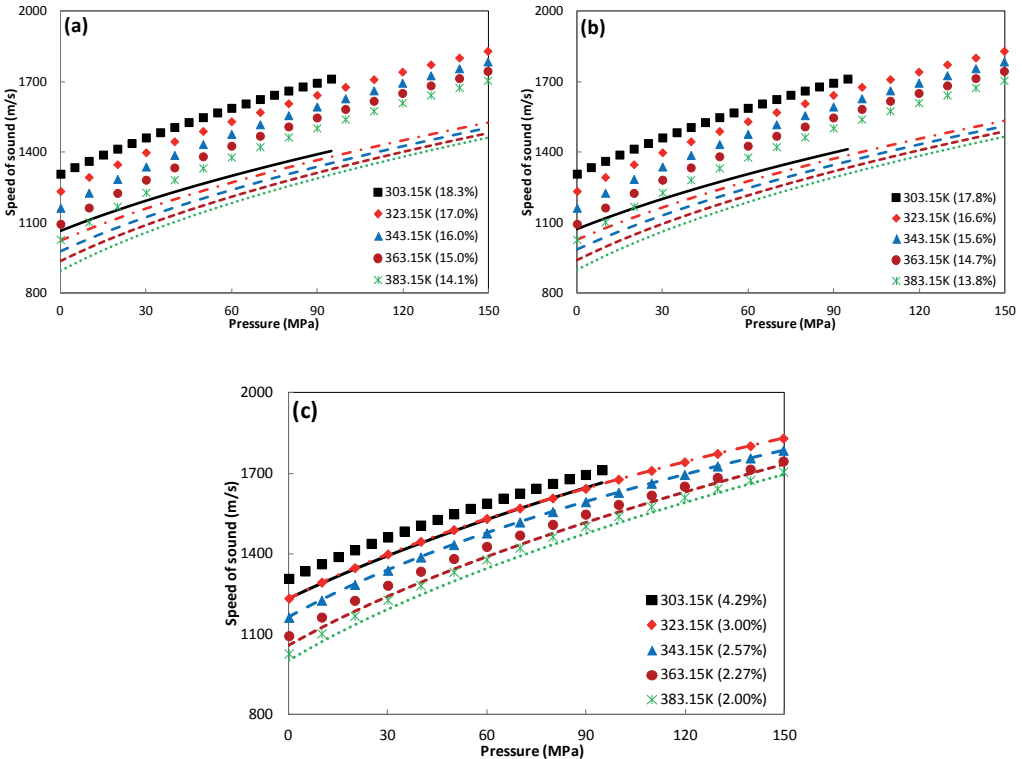 (a)
2000
1700
1400
1100
800
Speed of sound (m/s)
303.15K (18.3%)
323.15K (17.0%)
343.15K (16.0%)
363.15K (15.0%)
383.15K (14.1%)
0 30 60 90 120 150
Pressure (MPa)
(b)
2000
1700
1400
1100
800
Speed of sound (m/s)
303.15K (17.8%)
323.15K (16.6%)
343.15K (15.6%)
363.15K (14.7%)
383.15K (13.8%)
0 30 60 90 120 150
Pressure (MPa)
(c)
2000
1700
1400
1100
800
Speed of sound (m/s)
303.15K (4.29%)
323.15K (3.00%)
343.15K (2.57%)
363.15K (2.27%)
383.15K (2.00%)
0 30 60 90 120 150
Pressure (MPa)